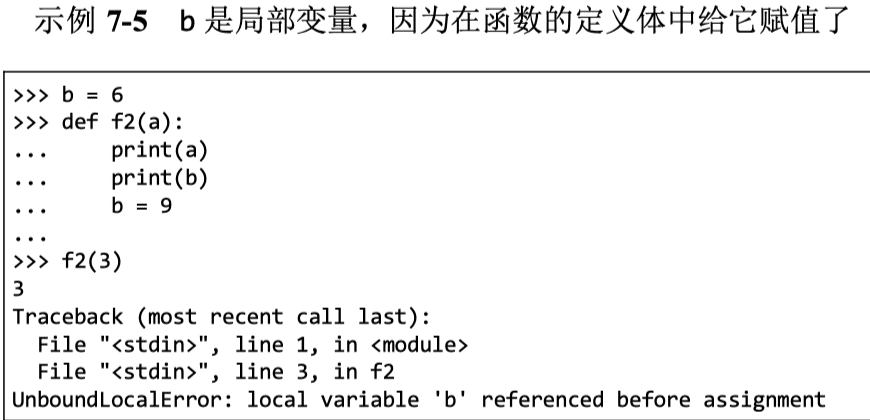 示例 7-5 b 是局部变量，因为在函数的定义体中给它赋值了
>>> b = 6
>>> def f2(a):
...     print(a)
...     print(b)
...     b = 9
...
>>> f2(3)
3
Traceback (most recent call last):
  File "<stdin>", line 1, in <module>
  File "<stdin>", line 3, in f2
UnboundLocalError: local variable 'b' referenced before assignment